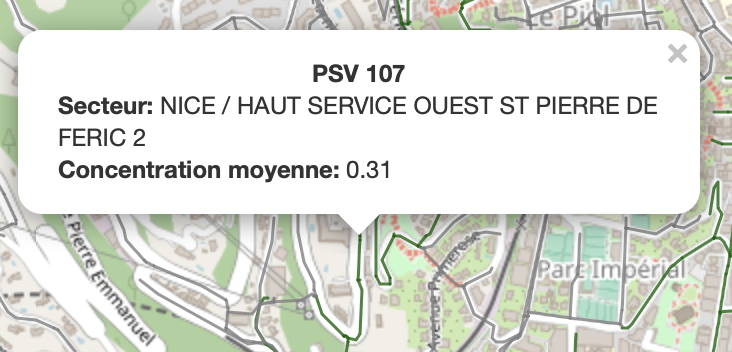 Le Piol
×
PSV 107
Secteur: NICE / HAUT SERVICE OUEST ST PIERRE DE
FERIC 2
Concentration moyenne: 0.31
Pierre Emmanuel
Parc Impérial
Avenue Primerose